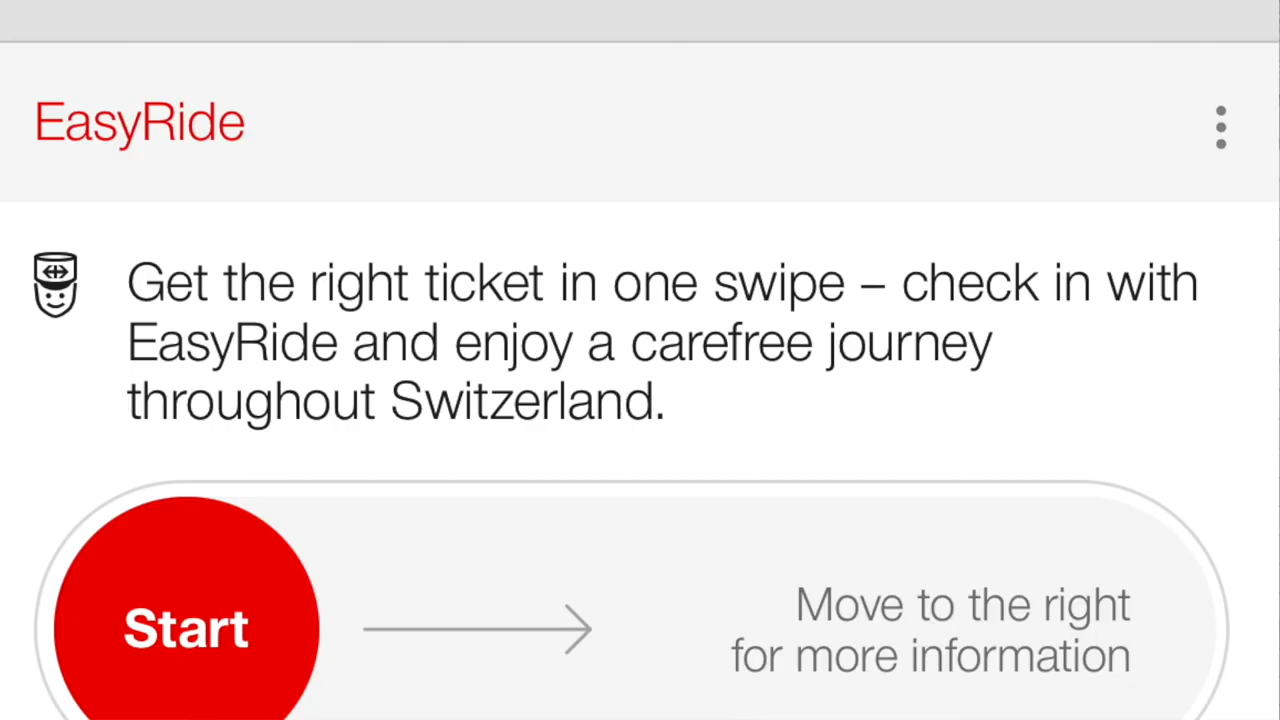 EasyRide
Get the right ticket in one swipe – check in with
EasyRide and enjoy a carefree journey
throughout Switzerland.
Start
Move to the right
for more information